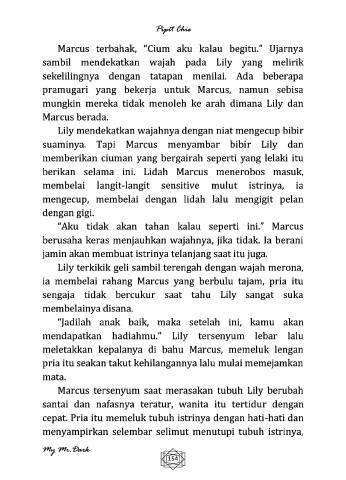 Pipit Chie
Marcus terbahak, “Cium aku kalau begitu.” Ujarnya
sambil mendekatkan wajah pada Lily yang melirik
sekelilingnya dengan tatapan menilai. Ada beberapa
pramugari yang bekerja untuk Marcus, namun sebisa
mungkin mereka tidak menoleh ke arah dimana Lily dan
Marcus berada.
Lily mendekatkan wajahnya dengan niat mengecup bibir
suaminya. Tapi Marcus menyambar bibir Lily dan
memberikan ciuman yang bergairah seperti yang lelaki itu
berikan selama ini. Lidah Marcus menerobos masuk,
membelai langit-langit sensitive mulut istrinya, ia
mengecup, membelai dengan lidah lalu mengigit pelan
dengan gigi.
“Aku tidak akan tahan kalau seperti ini.” Marcus
berusaha keras menjauhkan wajahnya, jika tidak. Ia berani
jamin akan membuat istrinya telanjang saat itu juga.
Lily terkikik geli sambil terengah dengan wajah merona,
ia membelai rahang Marcus yang berbulu tajam, pria itu
sengaja tidak bercukur saat tahu Lily sangat suka
membelainya disana.
“Jadilah anak baik, maka setelah ini, kamu akan
mendapatkan hadiahmu.” Lily tersenyum lebar lalu
meletakkan kepalanya di bahu Marcus, memeluk lengan
pria itu seakan takut kehilangannya lalu mulai memejamkan
mata.
Marcus tersenyum saat merasakan tubuh Lily berubah
santai dan nafasnya teratur, wanita itu tertidur dengan
cepat. Pria itu memeluk tubuh istrinya dengan hati-hati dan
menyampirkan selembar selimut menutupi tubuh istrinya,
My Mr.Dark
154